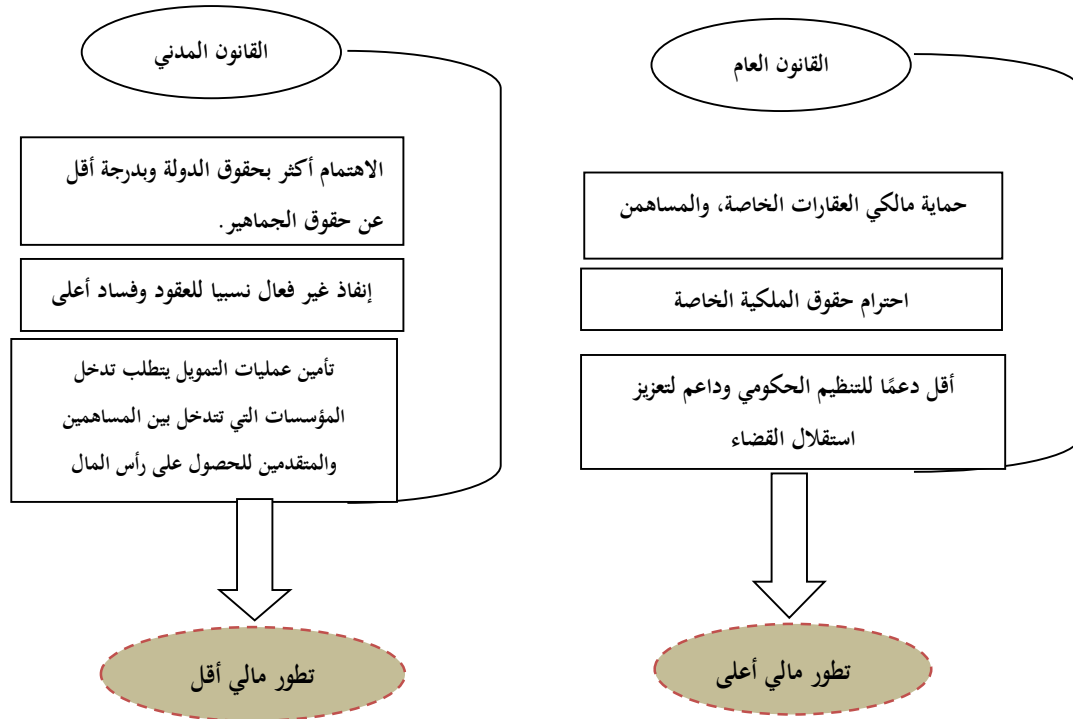 القانون العام
حماية مالكي العقارات الخاصة، والمساهمن
احترام حقوق الملكية الخاصة
أقل دعمًا للتنظيم الحكومي وداعم لتعزيز
استقلال القضاء
تطور مالي أعلى
القانون المدني
الاهتمام أكثر بحقوق الدولة وبدرجة أقل
عن حقوق الجماهير.
إنفاذ غير فعال نسبيا للعقود وفساد أعلى
تأمين عمليات التمويل يتطلب تدخل
المؤسسات التي تتدخل بين المساهمين
والمتقدمين للحصول على رأس المال
تطور مالي أقل